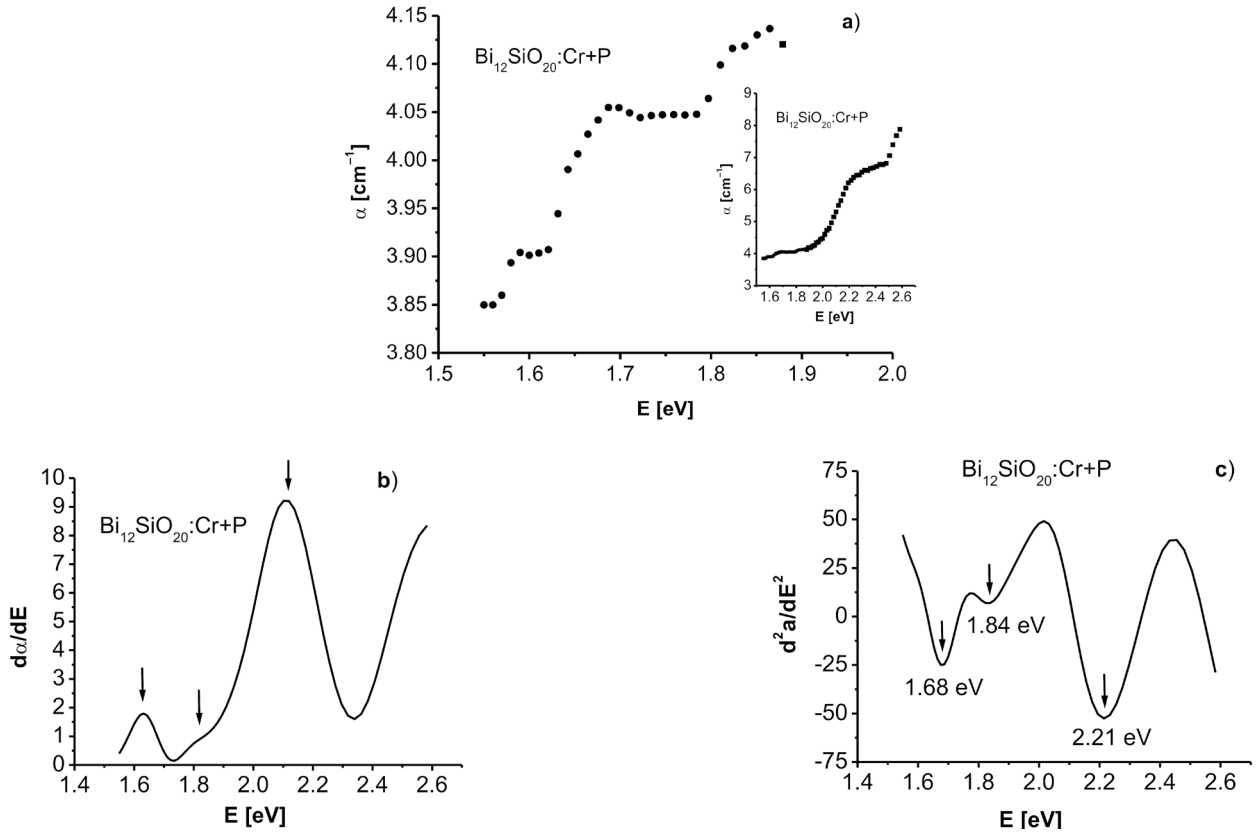 a)
Bi₁₂SiO₂₀:Cr+P
α [cm⁻¹]
4.15
4.10
4.05
4.00
3.95
3.90
3.85
3.80
1.5 1.6 1.7 1.8 1.9 2.0
E [eV]
Bi₁₂SiO₂₀:Cr+P
α [cm⁻¹]
9
8
7
6
5
4
3
1.6 1.8 2.0 2.2 2.4 2.6
E [eV]
b)
Bi₁₂SiO₂₀:Cr+P
dα/dE
10
9
8
7
6
5
4
3
2
1
0
1.4 1.6 1.8 2.0 2.2 2.4 2.6
E [eV]
c)
Bi₁₂SiO₂₀:Cr+P
d²a/dE²
75
50
25
0
-25
-50
-75
1.84 eV
1.68 eV
2.21 eV
1.4 1.6 1.8 2.0 2.2 2.4 2.6
E [eV]